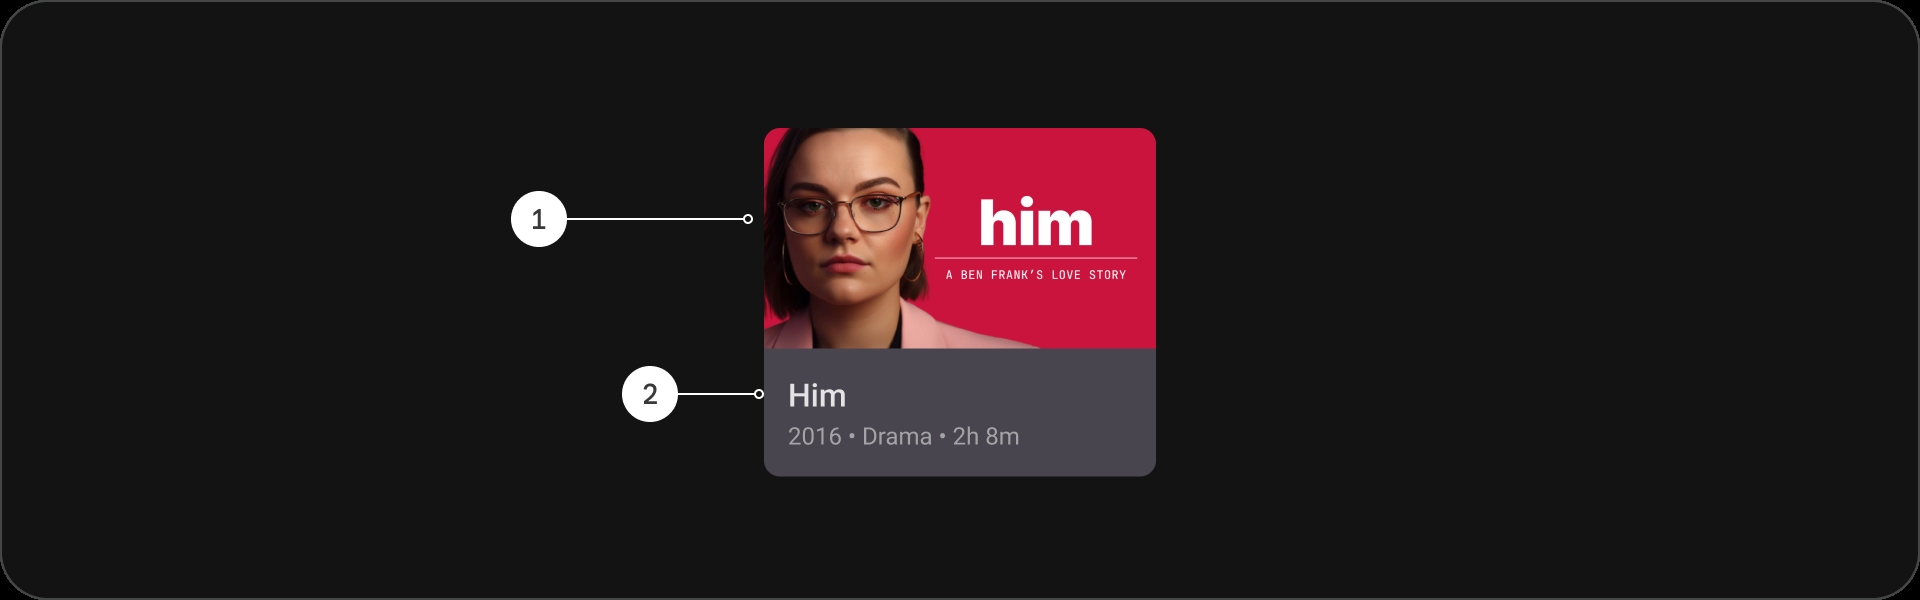 1
him
A BEN FRANK'S LOVE STORY
2
Him
2016 • Drama • 2h 8m